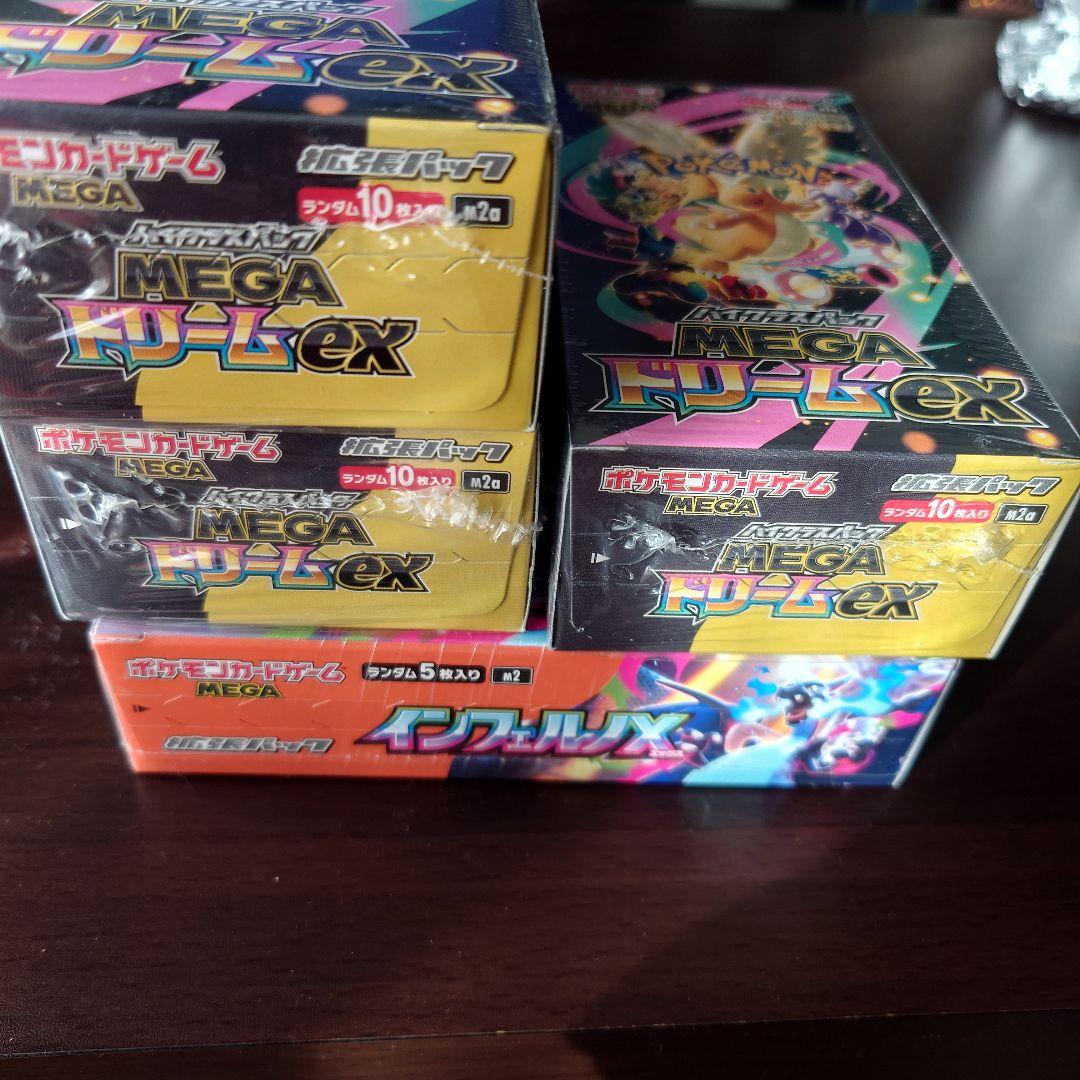 MEGA
ドリームex
モンカードゲーム
MEGA
拡張パック
ランダム10枚入り
M2a
ハイクラスパック
MEGA
ドリームex
ポケモンカードゲーム
MEGA
拡張パック
ランダム10枚入り
M2a
ハイクラスパック
MEGA
ドリームex
POKÉMON
ハイクラスパック
MEGA
ドリームex
ポケモンカードゲーム
MEGA
拡張パック
ランダム10枚入り
M2a
ハイクラスパック
MEGA
ドリームex
ポケモンカードゲーム
MEGA
ランダム5枚入り
M2
拡張パック
インフェルノX
エックス